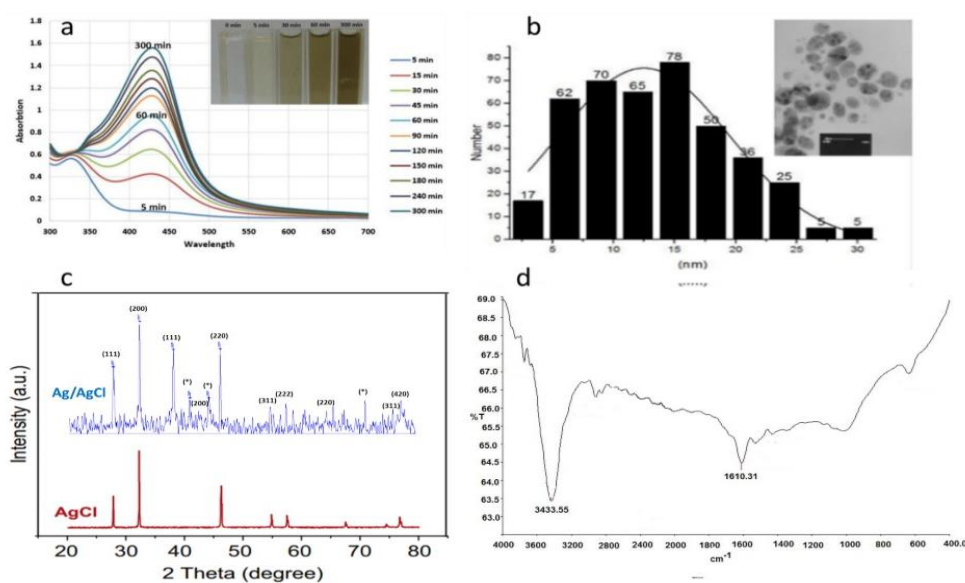 a
1.8
1.6
1.4
1.2
1
0.8
0.6
0.4
0.2
0
300 350 400 450 500 550 600 650 700
Absorbtion
Wavelength
300 min
60 min
5 min
0 min 5 min 30 min 60 min 300 min
5 min
15 min
30 min
45 min
60 min
90 min
120 min
150 min
180 min
240 min
300 min
b
80
70
60
50
40
30
20
10
0
Number
17 62 70 65 78 50 36 25 5 5
5 10 15 20 25 30
(nm)
c
Intensity (a.u.)
Ag/AgCl
(111) (200) (111) (*) (200) (*) (220) (311) (222) (220) (*) (311) (420)
AgCl
20 30 40 50 60 70 80
2 Theta (degree)
d
69.0
68.5
68.0
67.5
67.0
66.5
66.0
%T
65.5
65.0
64.5
64.0
63.5
63.0
3433.55
1610.31
4000 3600 3200 2800 2400 2000 1800 1600 1400 1200 1000 800 600 400.0
cm-1